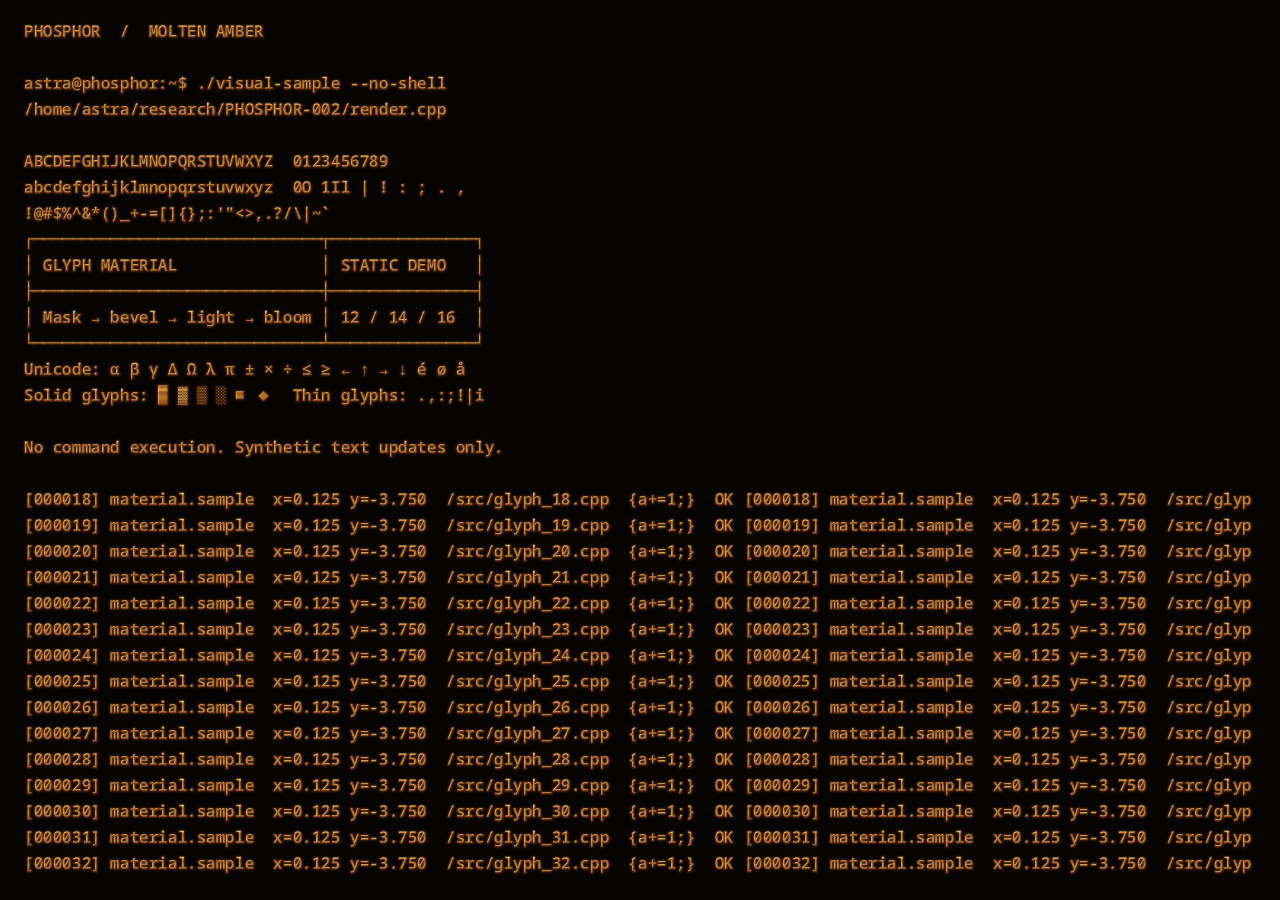 PHOSPHOR  /  MOLTEN AMBER
astra@phosphor:~$ ./visual-sample --no-shell
/home/astra/research/PHOSPHOR-002/render.cpp
ABCDEFGHIJKLMNOPQRSTUVWXYZ  0123456789
abcdefghijklmnopqrstuvwxyz  0O 1Il | ! : ; . ,
!@#$%^&*()_+-=[]{};:'"<>,.?/\|~`
┌──────────────────────────────┬───────────────┐
│ GLYPH MATERIAL               │ STATIC DEMO   │
├──────────────────────────────┼───────────────┤
│ Mask → bevel → light → bloom │ 12 / 14 / 16  │
└──────────────────────────────┴───────────────┘
Unicode: α β γ Δ Ω λ π ± × ÷ ≤ ≥ ← ↑ → ↓ é ø å
Solid glyphs: █ ▓ ▒ ░ ■ ◆  Thin glyphs: .,:;!|i
No command execution. Synthetic text updates only.
[000018] material.sample  x=0.125 y=-3.750  /src/glyph_18.cpp  {a+=1;}  OK [000018] material.sample  x=0.125 y=-3.750  /src/glyp
[000019] material.sample  x=0.125 y=-3.750  /src/glyph_19.cpp  {a+=1;}  OK [000019] material.sample  x=0.125 y=-3.750  /src/glyp
[000020] material.sample  x=0.125 y=-3.750  /src/glyph_20.cpp  {a+=1;}  OK [000020] material.sample  x=0.125 y=-3.750  /src/glyp
[000021] material.sample  x=0.125 y=-3.750  /src/glyph_21.cpp  {a+=1;}  OK [000021] material.sample  x=0.125 y=-3.750  /src/glyp
[000022] material.sample  x=0.125 y=-3.750  /src/glyph_22.cpp  {a+=1;}  OK [000022] material.sample  x=0.125 y=-3.750  /src/glyp
[000023] material.sample  x=0.125 y=-3.750  /src/glyph_23.cpp  {a+=1;}  OK [000023] material.sample  x=0.125 y=-3.750  /src/glyp
[000024] material.sample  x=0.125 y=-3.750  /src/glyph_24.cpp  {a+=1;}  OK [000024] material.sample  x=0.125 y=-3.750  /src/glyp
[000025] material.sample  x=0.125 y=-3.750  /src/glyph_25.cpp  {a+=1;}  OK [000025] material.sample  x=0.125 y=-3.750  /src/glyp
[000026] material.sample  x=0.125 y=-3.750  /src/glyph_26.cpp  {a+=1;}  OK [000026] material.sample  x=0.125 y=-3.750  /src/glyp
[000027] material.sample  x=0.125 y=-3.750  /src/glyph_27.cpp  {a+=1;}  OK [000027] material.sample  x=0.125 y=-3.750  /src/glyp
[000028] material.sample  x=0.125 y=-3.750  /src/glyph_28.cpp  {a+=1;}  OK [000028] material.sample  x=0.125 y=-3.750  /src/glyp
[000029] material.sample  x=0.125 y=-3.750  /src/glyph_29.cpp  {a+=1;}  OK [000029] material.sample  x=0.125 y=-3.750  /src/glyp
[000030] material.sample  x=0.125 y=-3.750  /src/glyph_30.cpp  {a+=1;}  OK [000030] material.sample  x=0.125 y=-3.750  /src/glyp
[000031] material.sample  x=0.125 y=-3.750  /src/glyph_31.cpp  {a+=1;}  OK [000031] material.sample  x=0.125 y=-3.750  /src/glyp
[000032] material.sample  x=0.125 y=-3.750  /src/glyph_32.cpp  {a+=1;}  OK [000032] material.sample  x=0.125 y=-3.750  /src/glyp